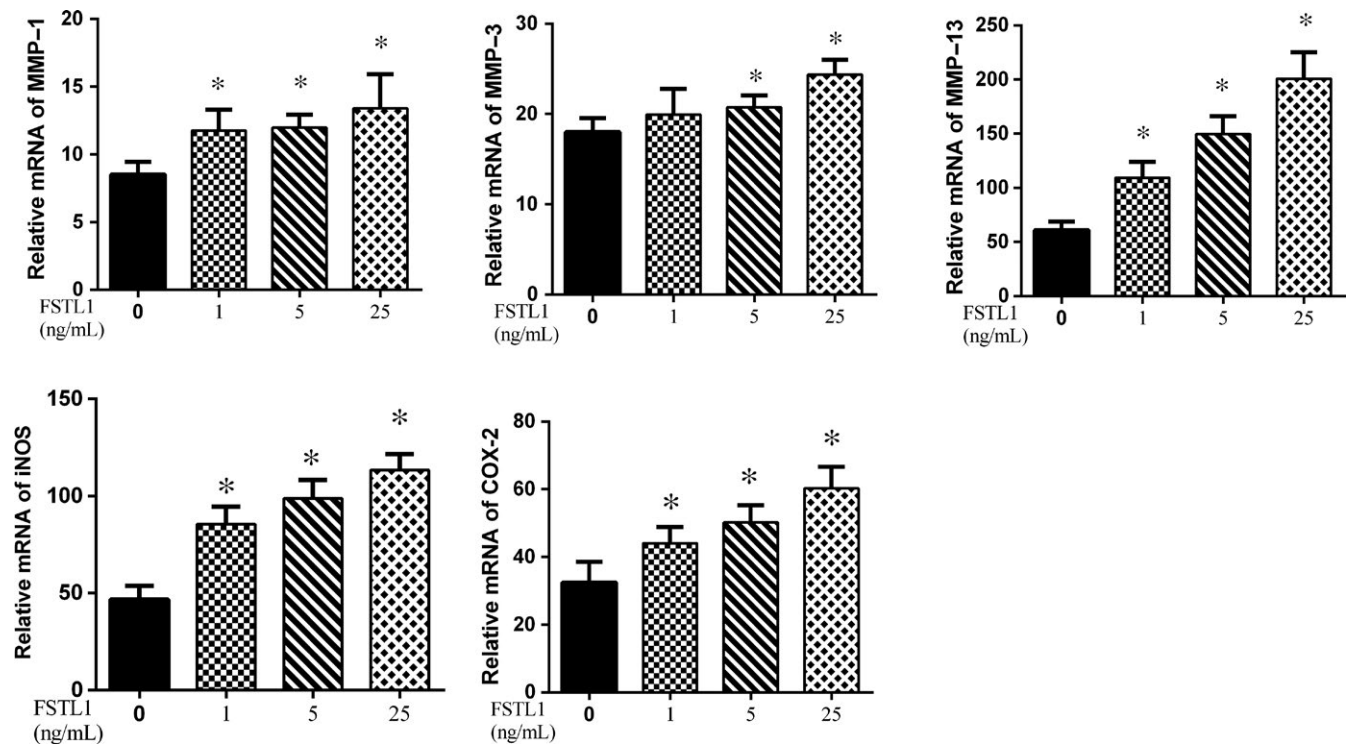 Relative mRNA of MMP–1
20
15
10
5
0
*
*
*
FSTL1
(ng/mL)
0 1 5 25
Relative mRNA of MMP–3
30
20
10
0
*
*
FSTL1
(ng/mL)
0 1 5 25
Relative mRNA of MMP–13
250
200
150
100
50
0
*
*
*
FSTL1
(ng/mL)
0 1 5 25
Relative mRNA of iNOS
150
100
50
0
*
*
*
FSTL1
(ng/mL)
0 1 5 25
Relative mRNA of COX-2
80
60
40
20
0
*
*
*
FSTL1
(ng/mL)
0 1 5 25